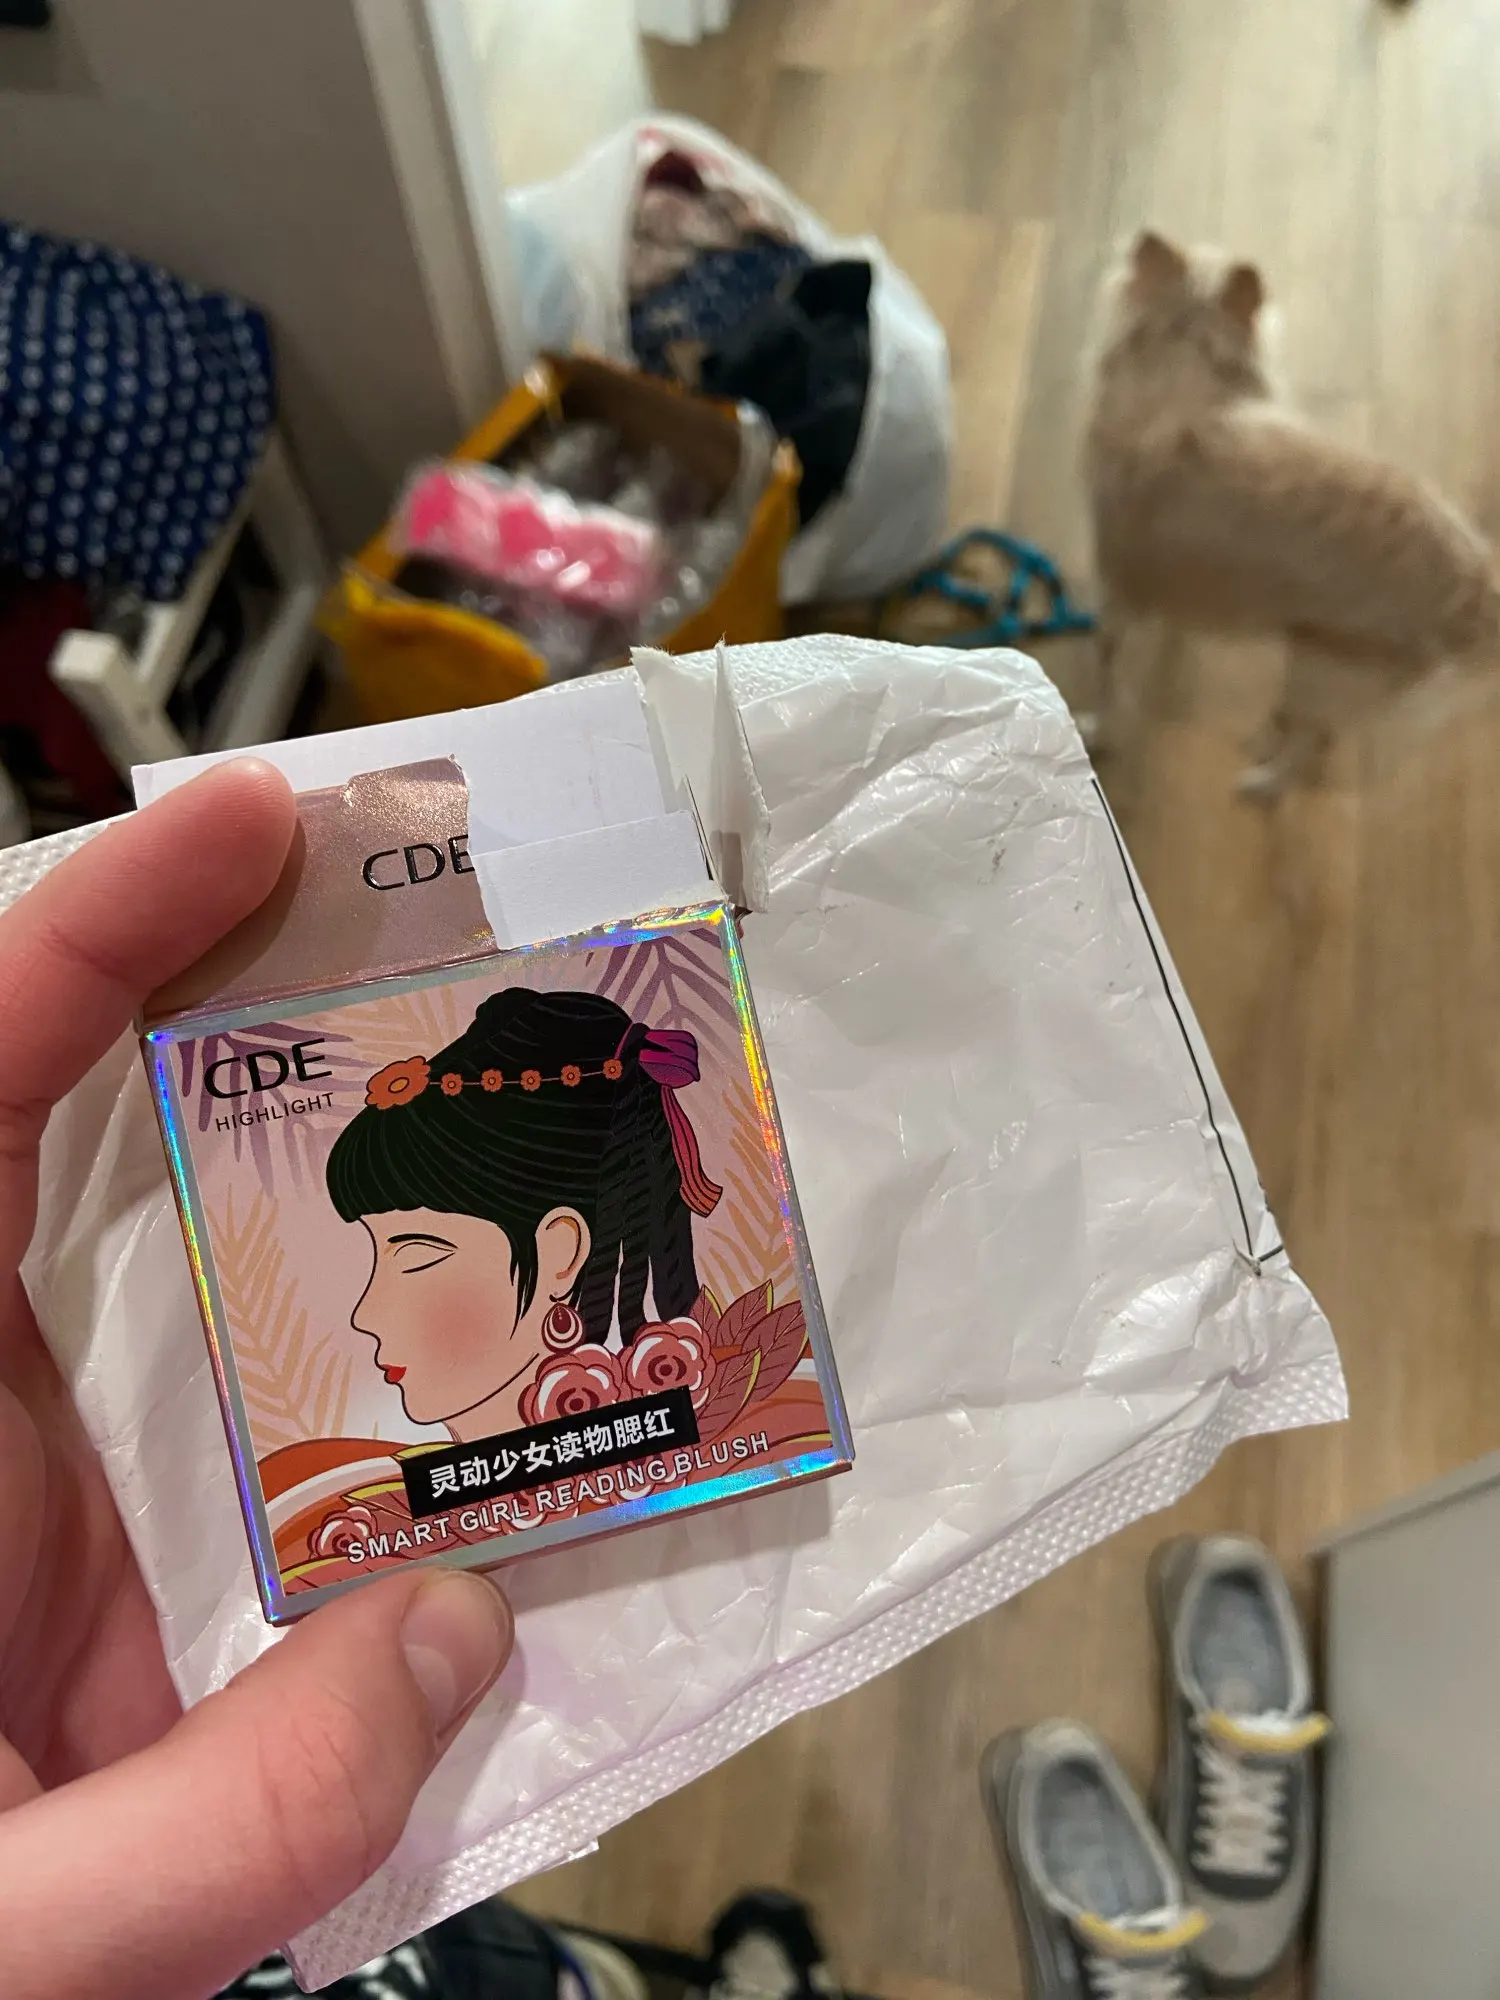 CDE
CDE
HIGHLIGHT
灵动少女读物腮红
SMART GIRL READING BLUSH